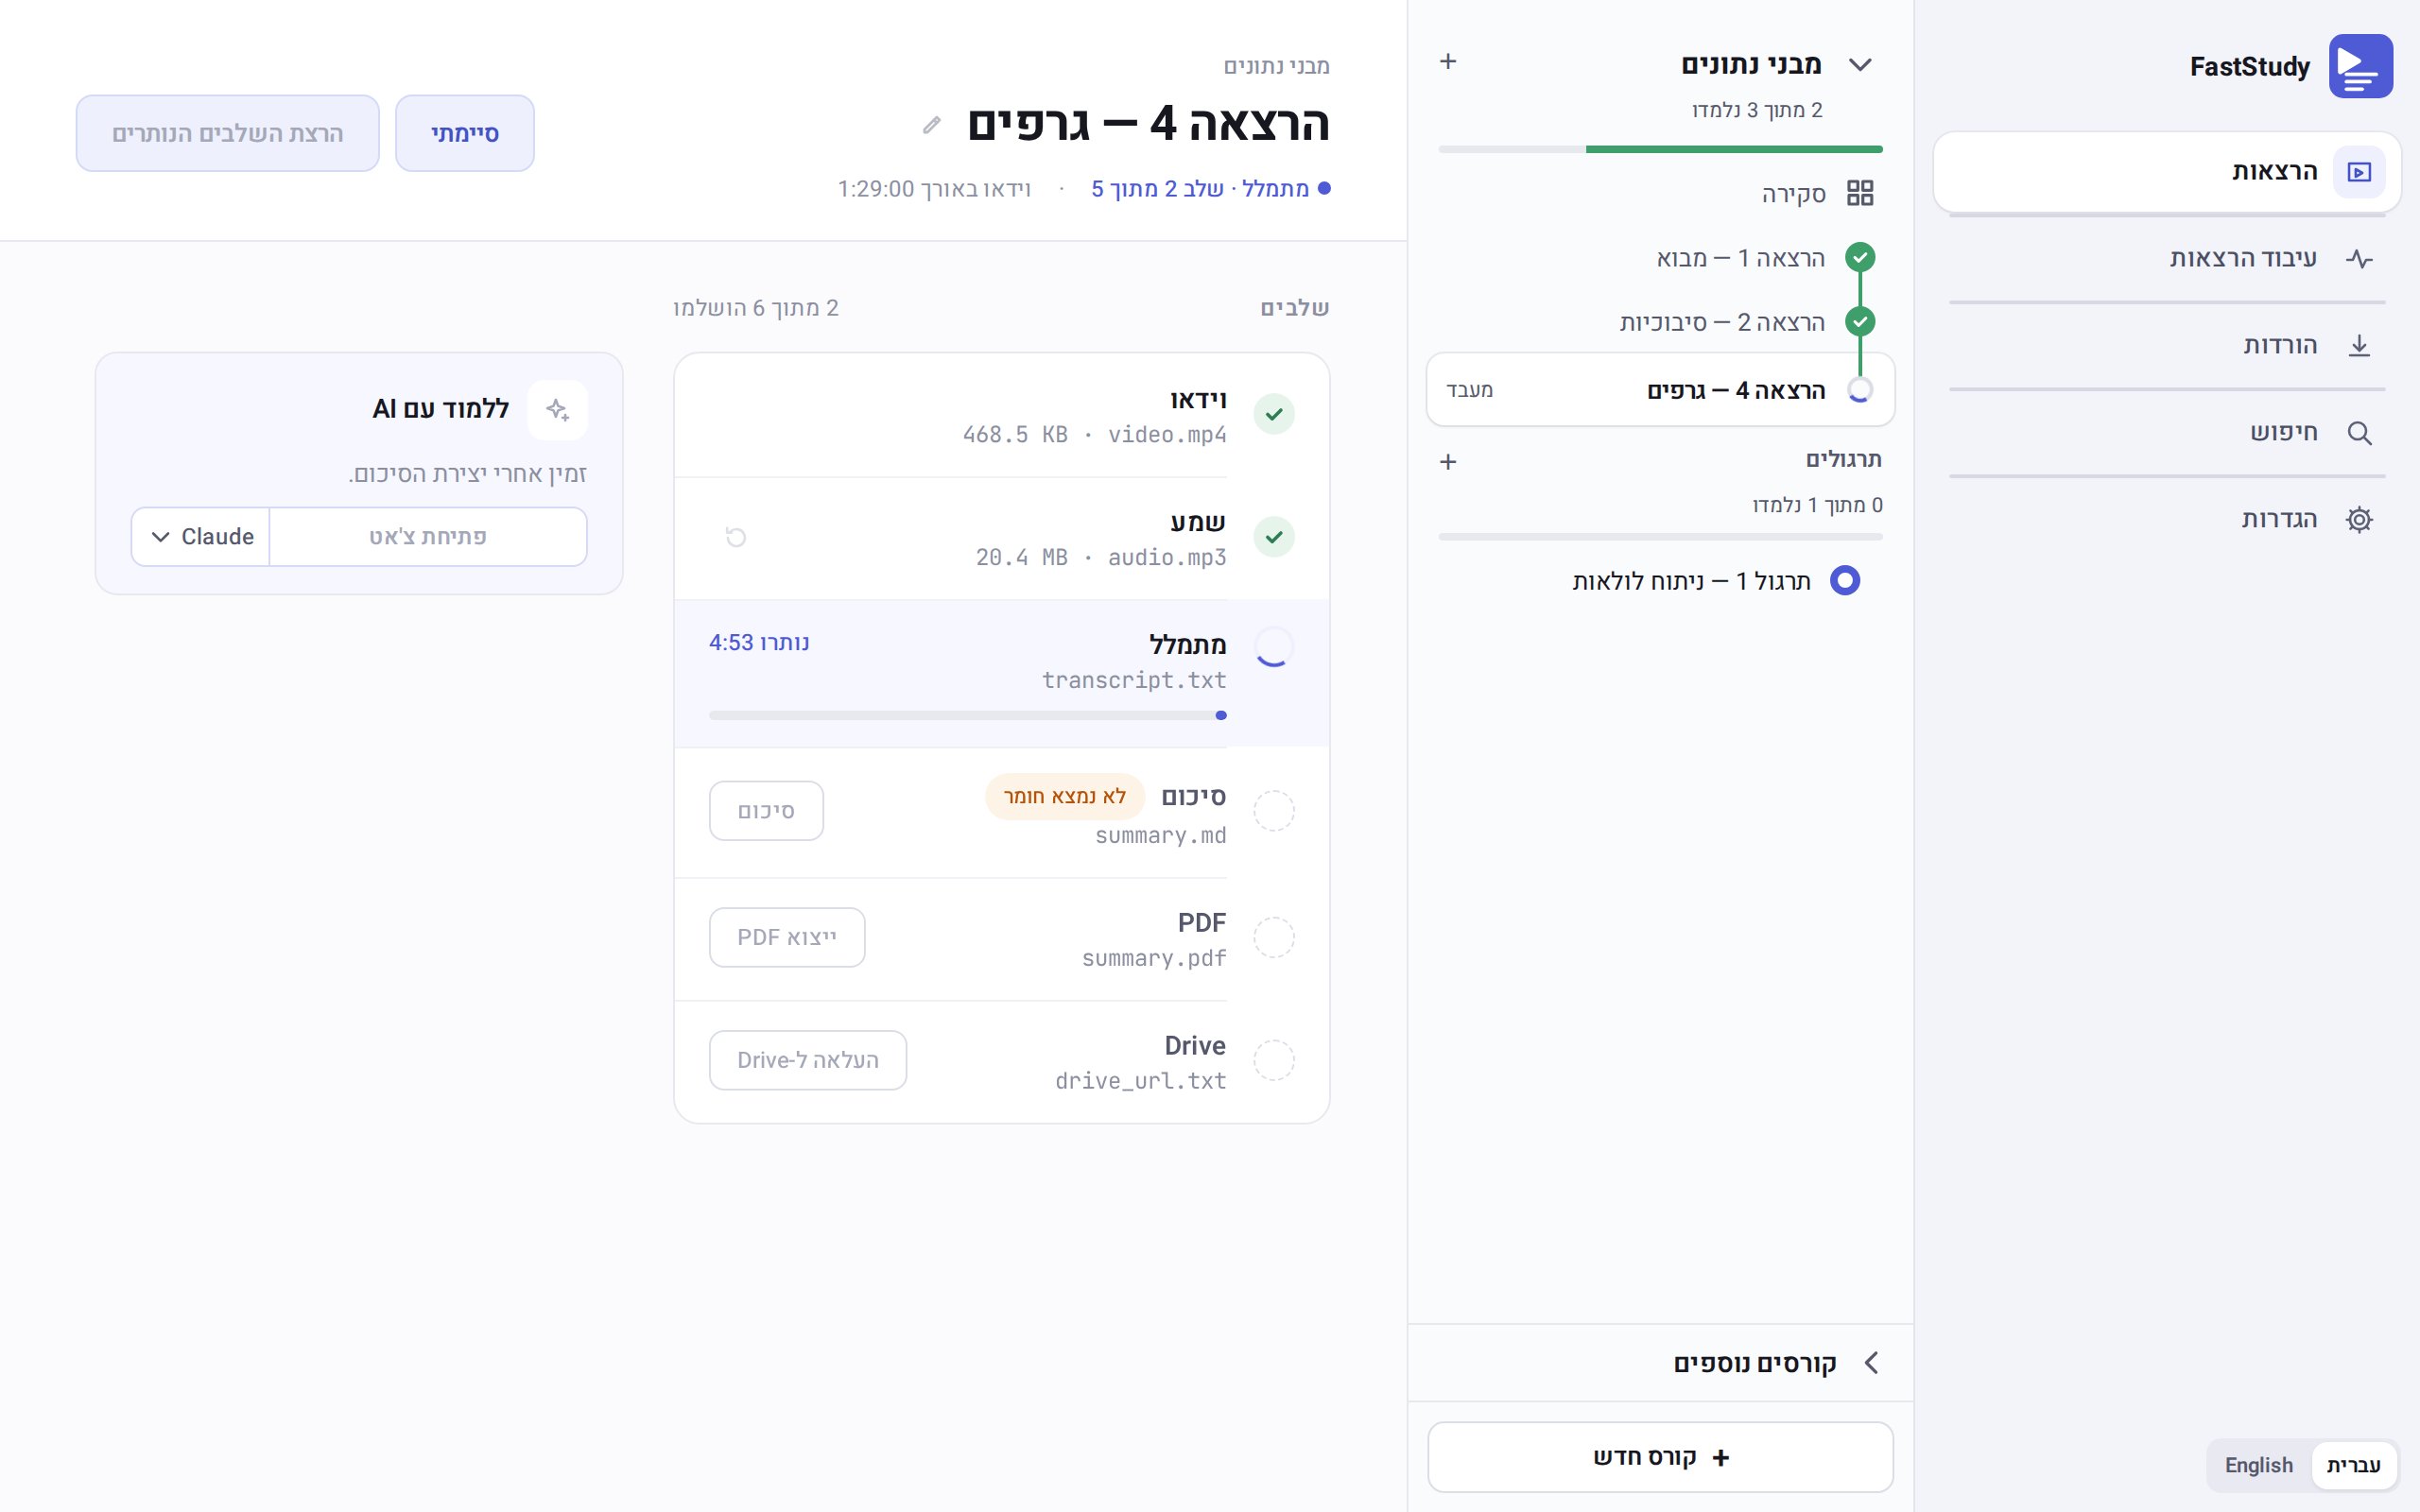 FastStudy
הרצאות
עיבוד הרצאות
הורדות
חיפוש
הגדרות
עברית
English
מבני נתונים
+
2 מתוך 3 נלמדו
סקירה
הרצאה 1 – מבוא
הרצאה 2 – סיבוכיות
הרצאה 4 – גרפים
מעבד
תרגולים
+
0 מתוך 1 נלמדו
תרגול 1 – ניתוח לולאות
קורסים נוספים
+ קורס חדש
מבני נתונים
הרצאה 4 – גרפים
מתמלל · שלב 2 מתוך 5 · וידאו באורך 1:29:00
סיימתי
הרצת השלבים הנותרים
שלבים
2 מתוך 6 הושלמו
וידאו
468.5 KB · video.mp4
שמע
20.4 MB · audio.mp3
מתמלל
נותרו 4:53
transcript.txt
סיכום
לא נמצא חומר
summary.md
סיכום
PDF
summary.pdf
ייצוא PDF
Drive
drive_url.txt
העלאה ל-Drive
ללמוד עם AI
זמין אחרי יצירת הסיכום.
פתיחת צ'אט
Claude